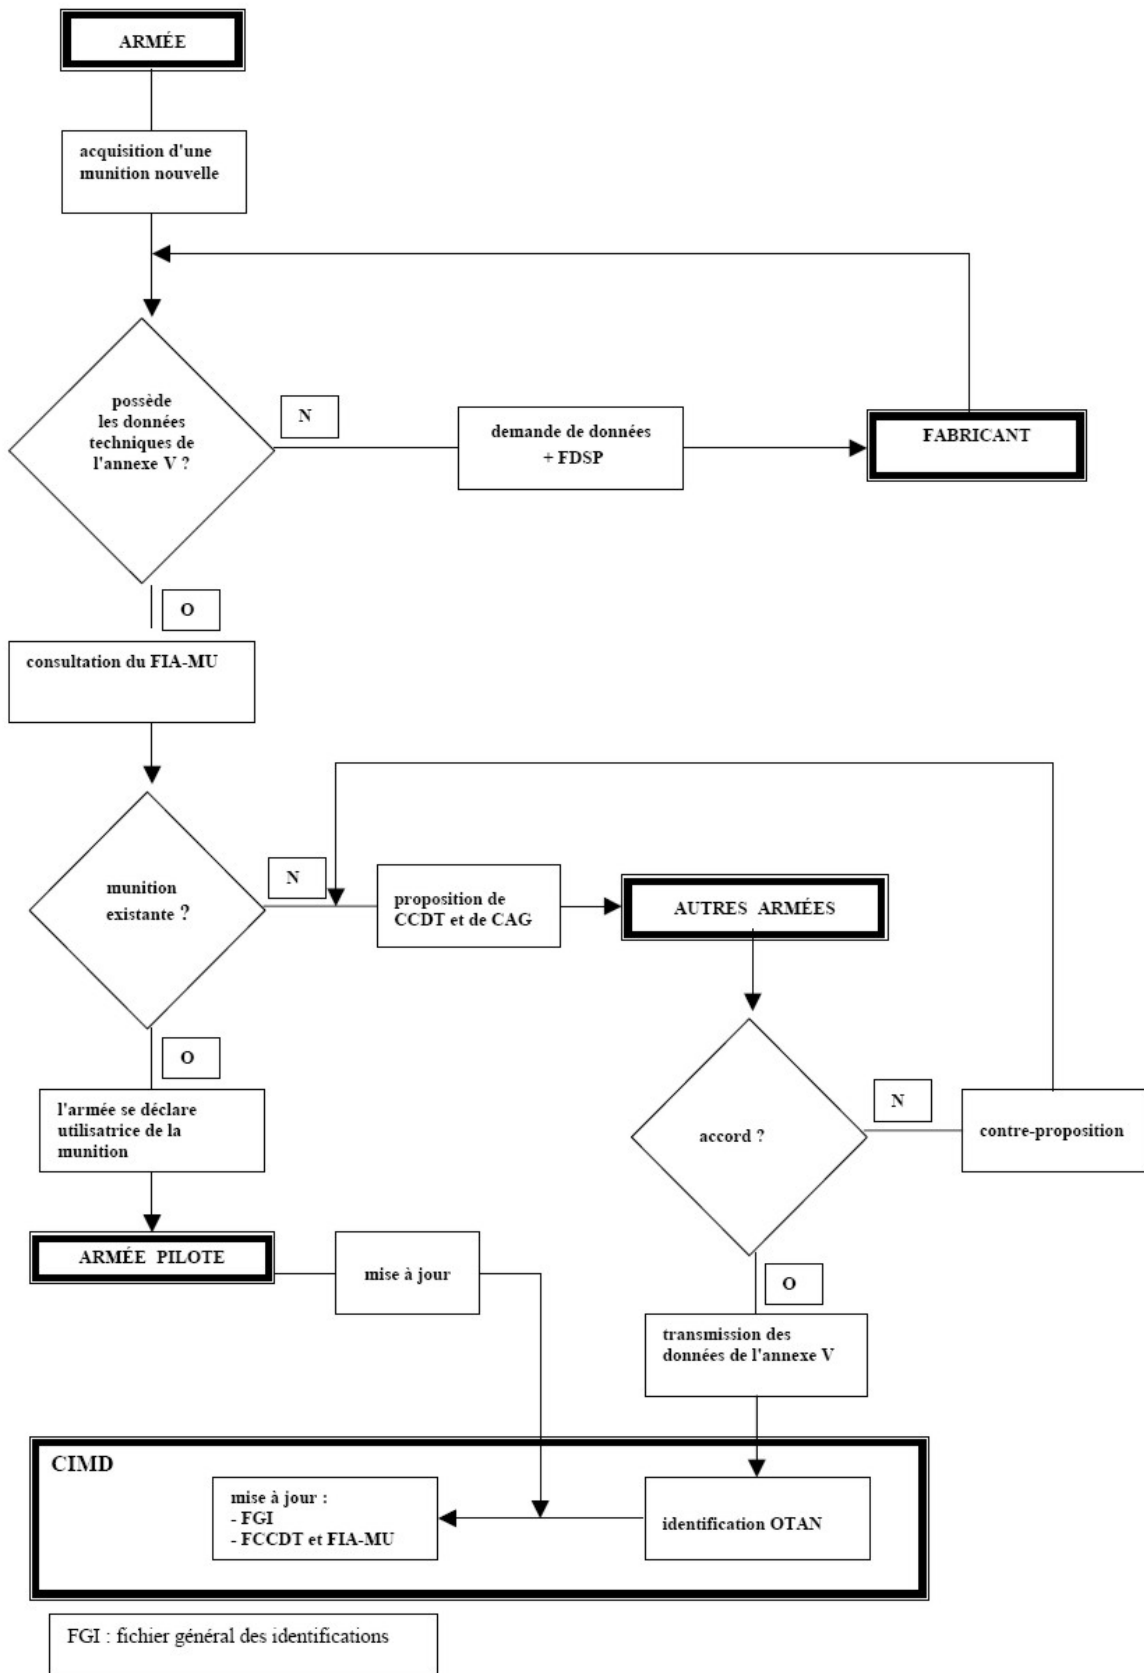 ARMÉE
acquisition d'une
munition nouvelle
possède
les données
techniques de
l'annexe V ?
N
demande de données
+ FDSP
FABRICANT
O
consultation du FIA-MU
munition
existante ?
N
proposition de
CCDT et de CAG
AUTRES ARMÉES
O
l'armée se déclare
utilisatrice de la
munition
accord ?
N
contre-proposition
ARMÉE PILOTE
mise à jour
O
transmission des
données de l'annexe V
CIMD
mise à jour :
- FGI
- FCCDT et FIA-MU
identification OTAN
FGI : fichier général des identifications